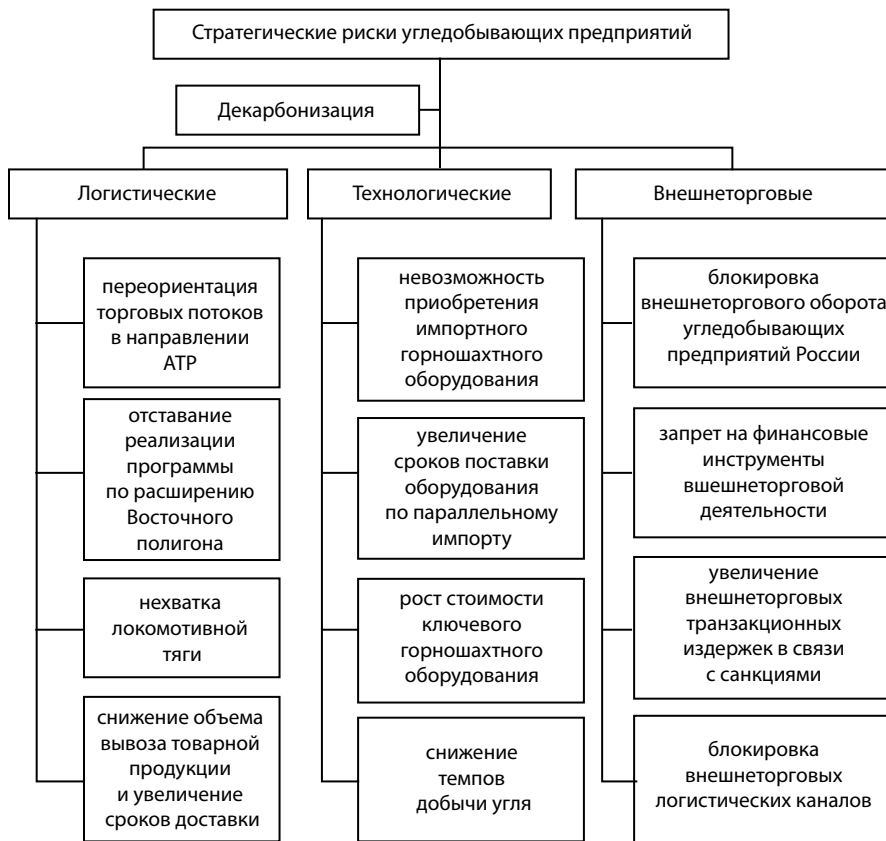 Стратегические риски угледобывающих предприятий
Декарбонизация
Логистические
переориентация
торговых потоков
в направлении
АТР
отставание
реализации
программы
по расширению
Восточного
полигона
нехватка
локомотивной
тяги
снижение объема
вывоза товарной
продукции
и увеличение
сроков доставки
Технологические
невозможность
приобретения
импортного
горношахтного
оборудования
увеличение
сроков поставки
оборудования
по параллельному
импорту
рост стоимости
ключевого
горношахтного
оборудования
снижение
темпов
добычи угля
Внешнеторговые
блокировка
внешнеторгового оборота
угледобывающих
предприятий России
запрет на финансовые
инструменты
вшешнеторговой
деятельности
увеличение
внешнеторговых
транзакционных
издержек в связи
с санкциями
блокировка
внешнеторговых
логистических каналов